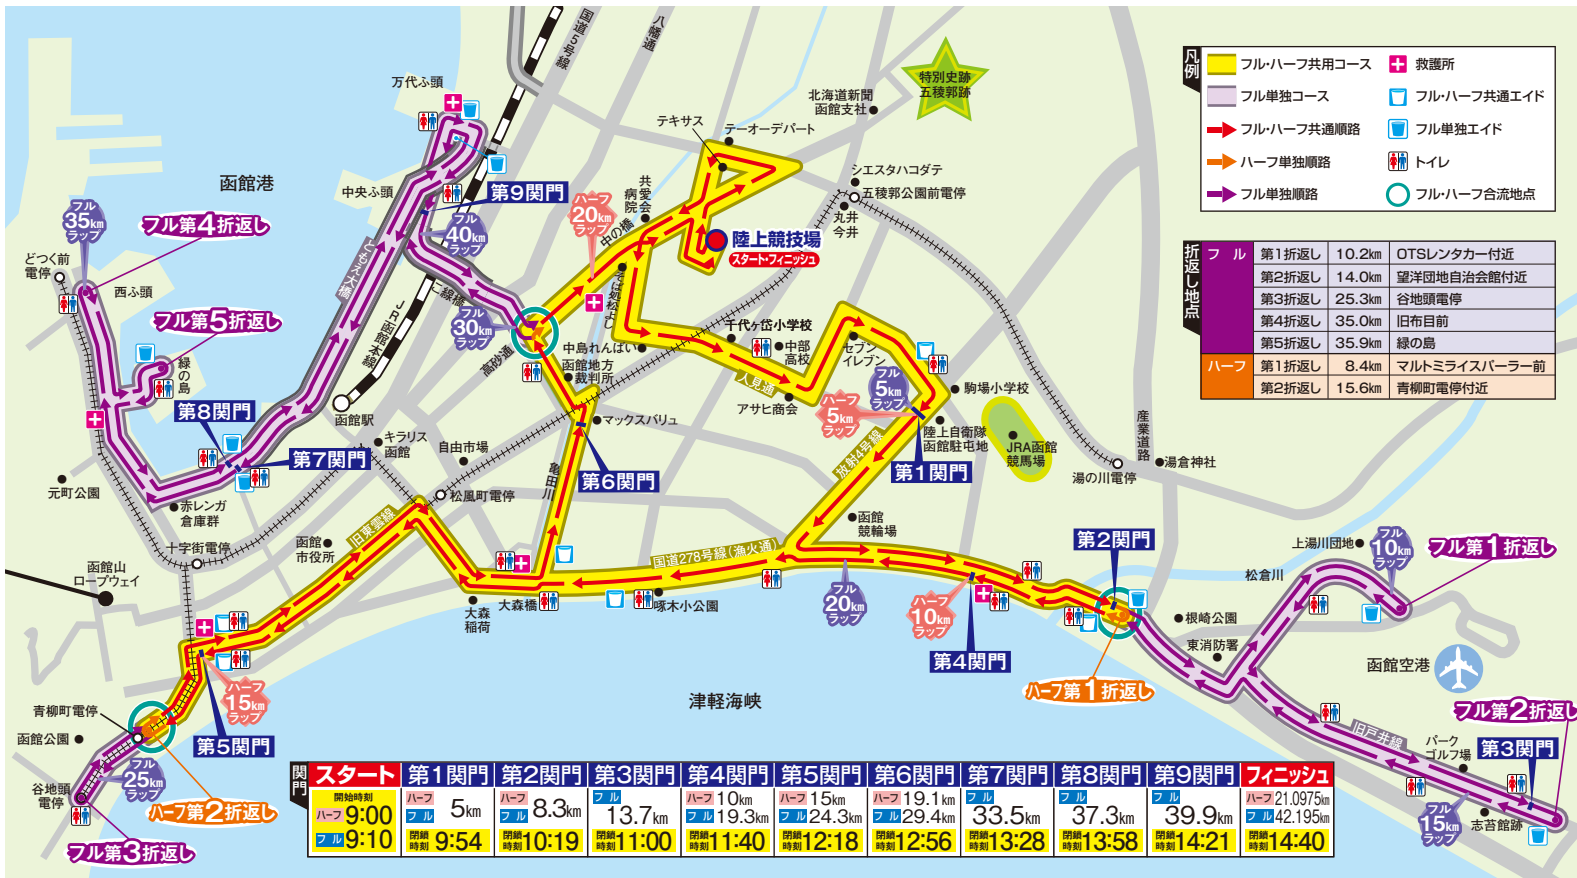 凡例
フル・ハーフ共用コース
フル単独コース
フル・ハーフ共通順路
ハーフ単独順路
フル単独順路
救護所
フル・ハーフ共通エイド
フル単独エイド
トイレ
フル・ハーフ合流地点
折返し地点
フル
第1折返し 10.2km OTSレンタカー付近
第2折返し 14.0km 望洋団地自治会館付近
第3折返し 25.3km 谷地頭電停
第4折返し 35.0km 旧布目前
第5折返し 35.9km 緑の島
ハーフ
第1折返し 8.4km マルトミライスパーラー前
第2折返し 15.6km 青柳町電停付近
国道5号線
八幡通
万代ふ頭
特別史跡
五稜郭跡
北海道新聞
函館支社
テキサス
テーオーデパート
シエスタハコダテ
五稜郭公園前電停
丸井
今井
函館港
中央ふ頭
第9関門
共愛会
病院
中の橋
ハーフ
20km
ラップ
フル
35km
ラップ
フル第4折返し
フル
40km
ラップ
陸上競技場
スタート・フィニッシュ
どつく前
電停
西ふ頭
ともえ大橋
こ線橋
そば処松よし
フル第5折返し
JR函館本線
フル
30km
ラップ
千代ヶ岱小学校
中部
高校
セブン
イレブン
緑の島
高砂通
中島れんばい
函館地方
裁判所
人見通
フル
5km
ラップ
駒場小学校
第8関門
函館駅
マックスバリュ
アサヒ商会
ハーフ
5km
ラップ
陸上自衛隊
函館駐屯地
JRA函館
競馬場
産業道路
キラリス
函館
自由市場
放射4号線
第7関門
第6関門
第1関門
湯倉神社
湯の川電停
元町公園
赤レンガ
倉庫群
松風町電停
亀田川
十字街電停
函館
市役所
旧東雲線
函館
競輪場
国道278号線(漁火通)
第2関門
上湯川団地
フル
10km
ラップ
フル第1折返し
松倉川
函館山
ロープウェイ
大森
稲荷
大森橋
啄木小公園
フル
20km
ラップ
ハーフ
10km
ラップ
根崎公園
東消防署
第4関門
函館空港
ハーフ
15km
ラップ
津軽海峡
ハーフ第1折返し
フル第2折返し
青柳町電停
函館公園
第5関門
旧戸井線
パーク
ゴルフ場
第3関門
谷地頭
電停
フル
25km
ラップ
ハーフ第2折返し
フル第3折返し
フル
15km
ラップ
志苔館跡
関門
スタート 第1関門 第2関門 第3関門 第4関門 第5関門 第6関門 第7関門 第8関門 第9関門 フィニッシュ
開始時刻
ハーフ 9:00
フル 9:10
ハーフ フル 5km
閉鎖時刻 9:54
ハーフ フル 8.3km
閉鎖時刻 10:19
フル 13.7km
閉鎖時刻 11:00
ハーフ 10km
フル 19.3km
閉鎖時刻 11:40
ハーフ 15km
フル 24.3km
閉鎖時刻 12:18
ハーフ 19.1km
フル 29.4km
閉鎖時刻 12:56
フル 33.5km
閉鎖時刻 13:28
フル 37.3km
閉鎖時刻 13:58
フル 39.9km
閉鎖時刻 14:21
ハーフ 21.0975km
フル 42.195km
閉鎖時刻 14:40